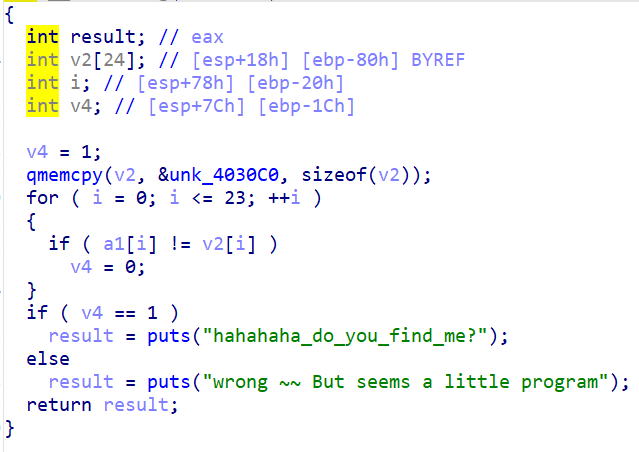 {
int result; // eax
int v2[24]; // [esp+18h] [ebp-80h] BYREF
int i; // [esp+78h] [ebp-20h]
int v4; // [esp+7Ch] [ebp-1Ch]
v4 = 1;
qmemcpy(v2, &unk_4030C0, sizeof(v2));
for ( i = 0; i <= 23; ++i )
{
if ( a1[i] != v2[i] )
v4 = 0;
}
if ( v4 == 1 )
result = puts("hahahaha_do_you_find_me?");
else
result = puts("wrong ~~ But seems a little program");
return result;
}